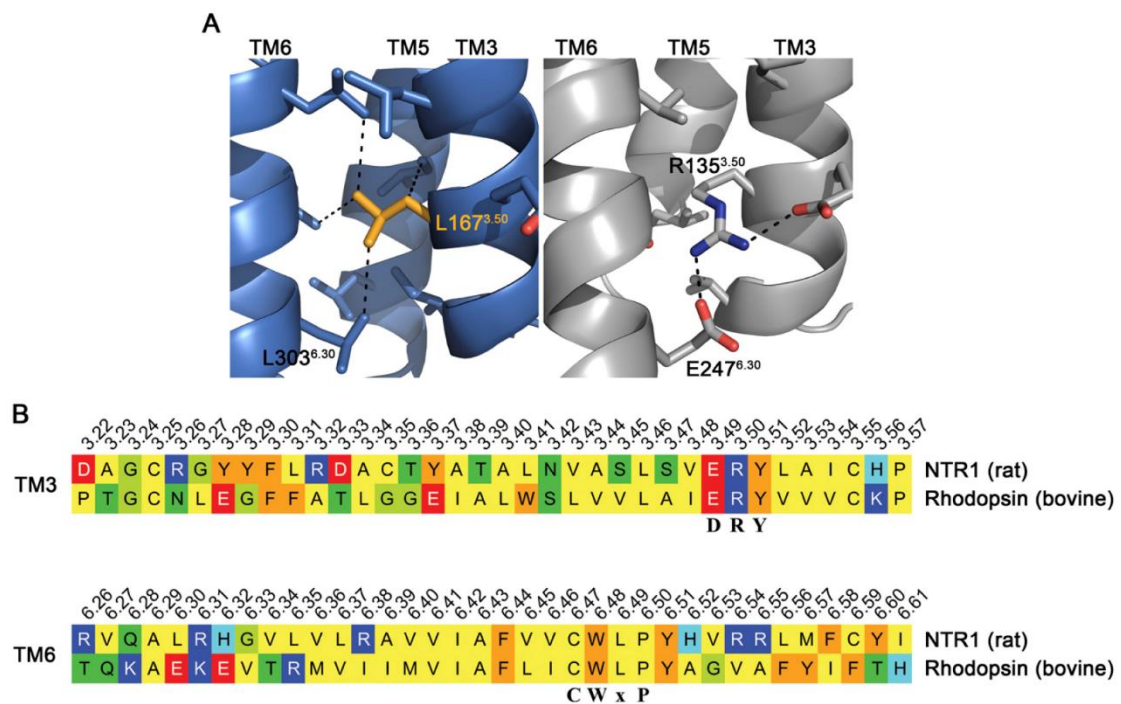 A
TM6 TM5 TM3 TM6 TM5 TM3
R135^3.50
L167^3.50
L303^6.30
E247^6.30
B
3.22 3.23 3.24 3.25 3.26 3.27 3.28 3.29 3.30 3.31 3.32 3.33 3.34 3.35 3.36 3.37 3.38 3.39 3.40 3.41 3.42 3.43 3.44 3.45 3.46 3.47 3.48 3.49 3.50 3.51 3.52 3.53 3.54 3.55 3.56 3.57
TM3
D A G C R G Y Y F L R D A C T Y A T A L N V A S L S V E R Y L A I C H P NTR1 (rat)
P T G C N L E G F F A T L G G E I A L W S L V V L A I E R Y V V V C K P Rhodopsin (bovine)
D R Y
6.26 6.27 6.28 6.29 6.30 6.31 6.32 6.33 6.34 6.35 6.36 6.37 6.38 6.39 6.40 6.41 6.42 6.43 6.44 6.45 6.46 6.47 6.48 6.49 6.50 6.51 6.52 6.53 6.54 6.55 6.56 6.57 6.58 6.59 6.60 6.61
TM6
R V Q A L R H G V L V L R A V V I A F V V C W L P Y H V R R L M F C Y I NTR1 (rat)
T Q K A E K E V T R M V I I M V I A F L I C W L P Y A G V A F Y I F T H Rhodopsin (bovine)
C W x P